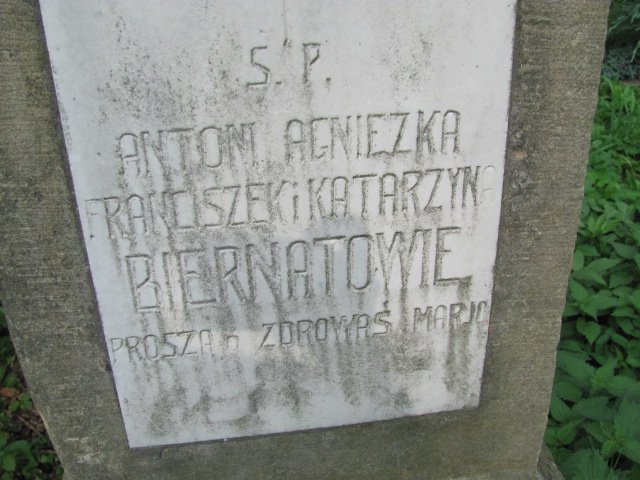 Ś. P.
ANTONI AGNIEZKA
FRANCISZEK i KATARZYNA
BIERNATOWIE
PROSZĄ o ZDROWAŚ MARJO